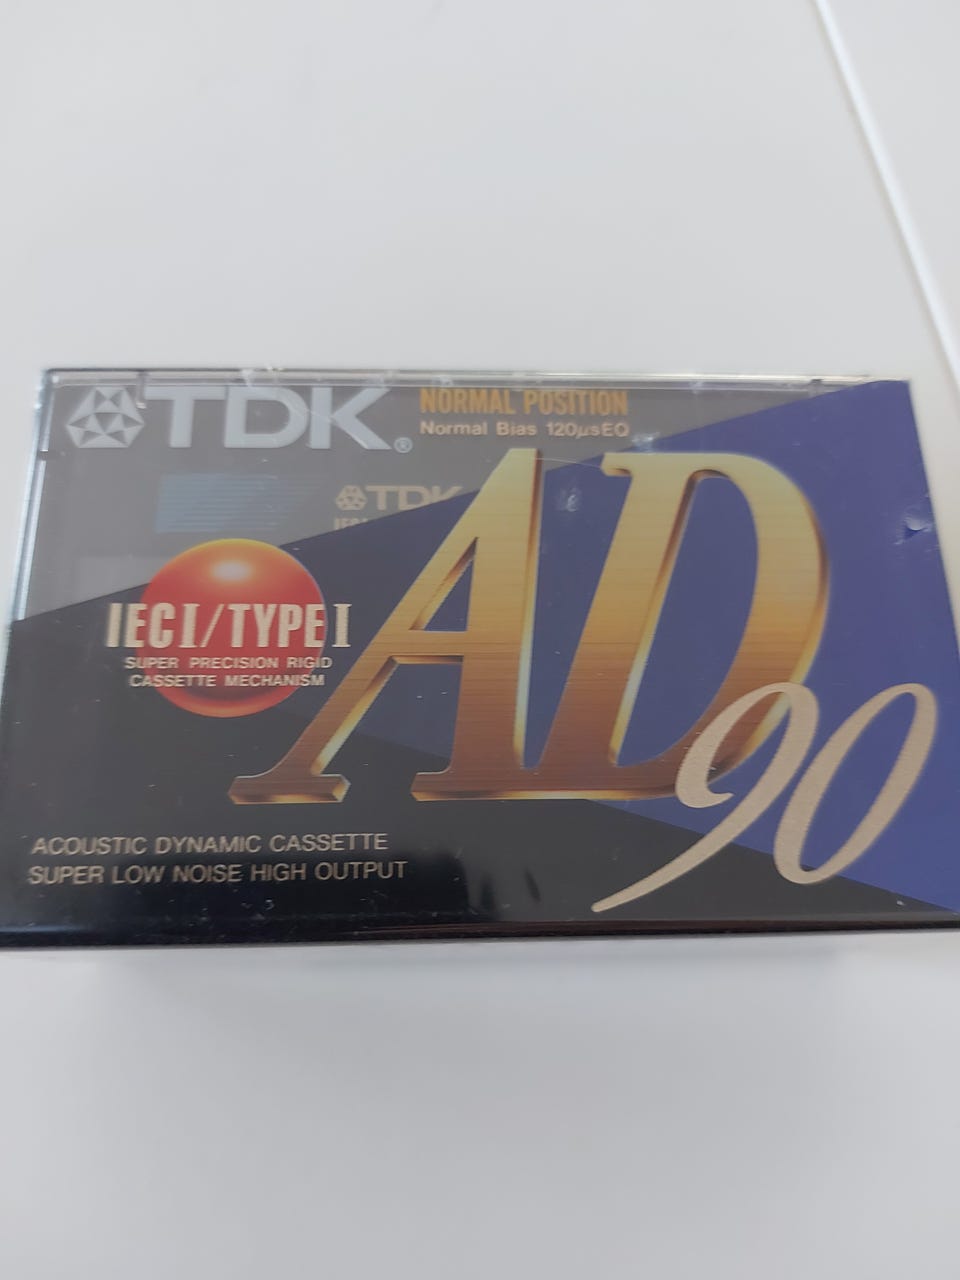 TDK®
NORMAL POSITION
Normal Bias 120µsEQ
TDK
AD
IEC I/TYPE I
SUPER PRECISION RIGID
CASSETTE MECHANISM
90
ACOUSTIC DYNAMIC CASSETTE
SUPER LOW NOISE HIGH OUTPUT